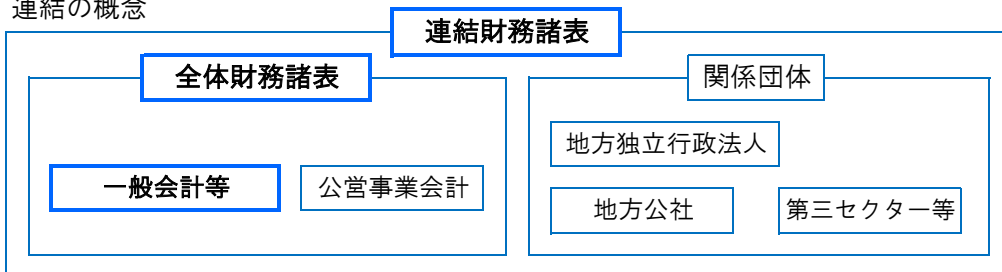 連結の概念
連結財務諸表
全体財務諸表
関係団体
地方独立行政法人
一般会計等
公営事業会計
地方公社
第三セクター等